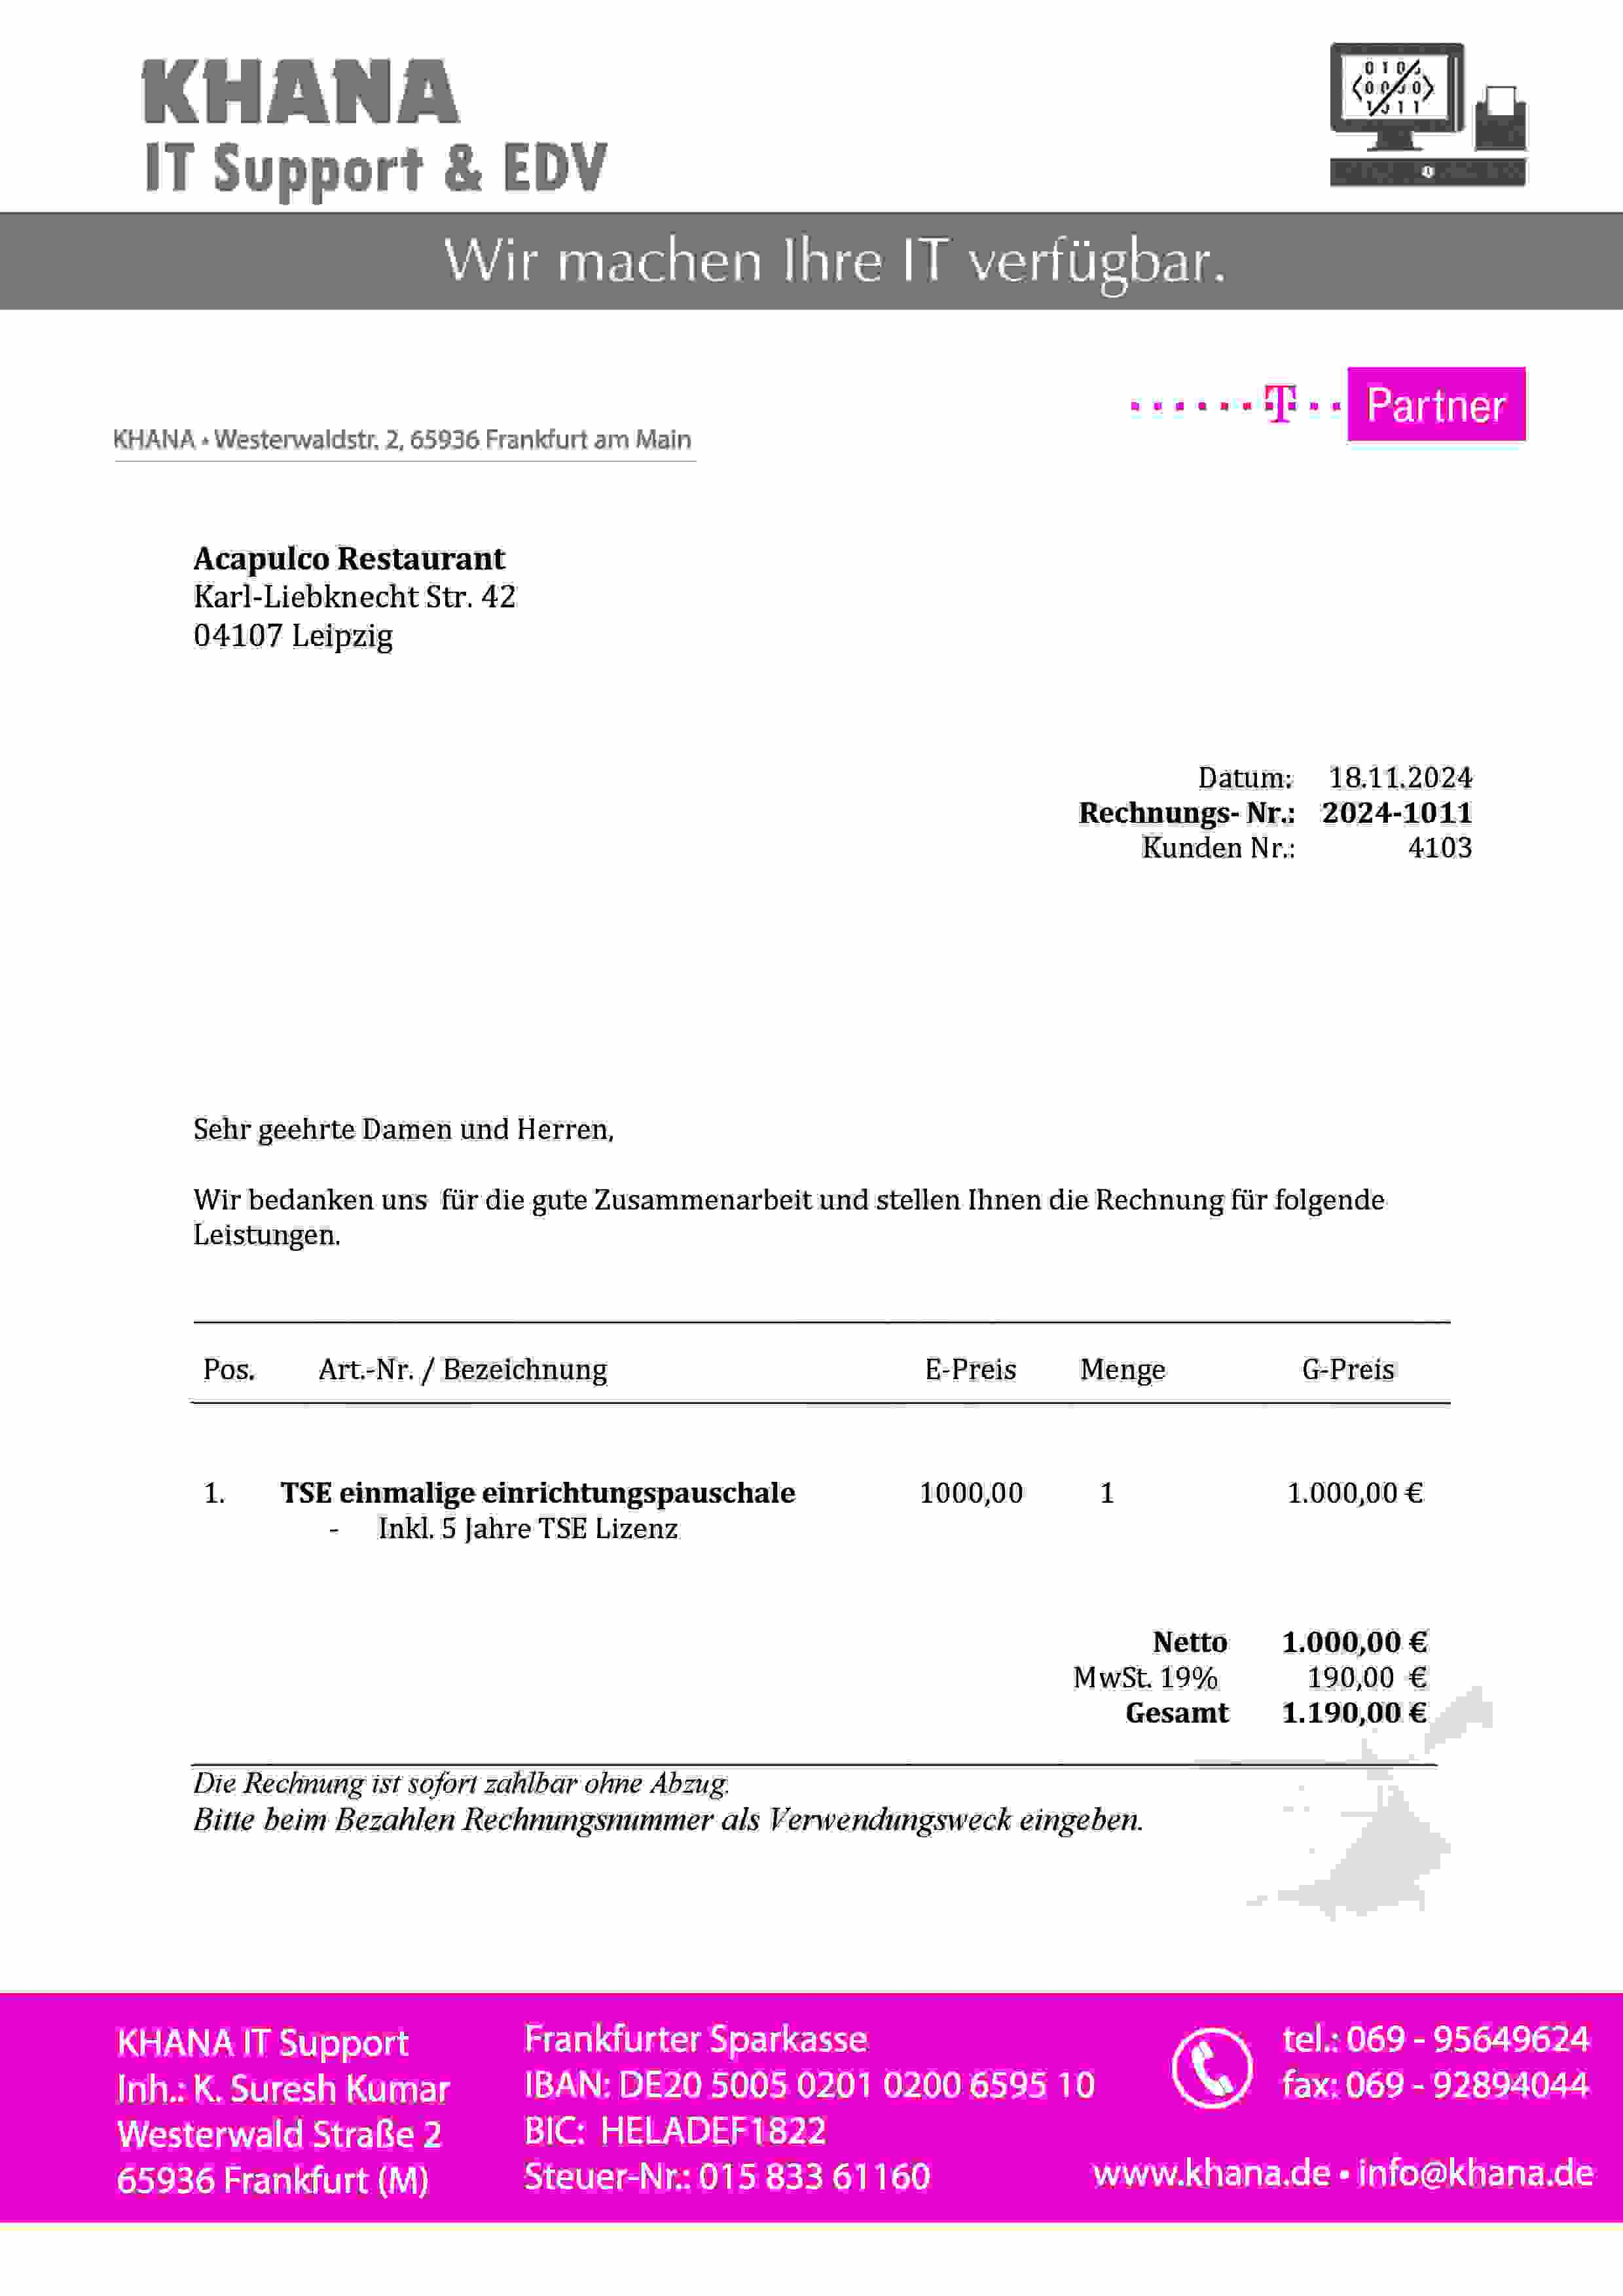 KHANA
IT Support & EDV
Wir machen Ihre IT verfügbar.
T Partner
KHANA • Westerwaldstr. 2, 65936 Frankfurt am Main
Acapulco Restaurant
Karl-Liebknecht Str. 42
04107 Leipzig
Datum: 18.11.2024
Rechnungs- Nr.: 2024-1011
Kunden Nr.: 4103
Sehr geehrte Damen und Herren,
Wir bedanken uns für die gute Zusammenarbeit und stellen Ihnen die Rechnung für folgende
Leistungen.
Pos. Art.-Nr. / Bezeichnung E-Preis Menge G-Preis
1. TSE einmalige einrichtungspauschale 1000,00 1 1.000,00 €
- Inkl. 5 Jahre TSE Lizenz
Netto 1.000,00 €
MwSt. 19% 190,00 €
Gesamt 1.190,00 €
Die Rechnung ist sofort zahlbar ohne Abzug.
Bitte beim Bezahlen Rechnungsnummer als Verwendungsweck eingeben.
KHANA IT Support
Inh.: K. Suresh Kumar
Westerwald Straße 2
65936 Frankfurt (M)
Frankfurter Sparkasse
IBAN: DE20 5005 0201 0200 6595 10
BIC: HELADEF1822
Steuer-Nr.: 015 833 61160
tel.: 069 - 95649624
fax: 069 - 92894044
www.khana.de • info@khana.de